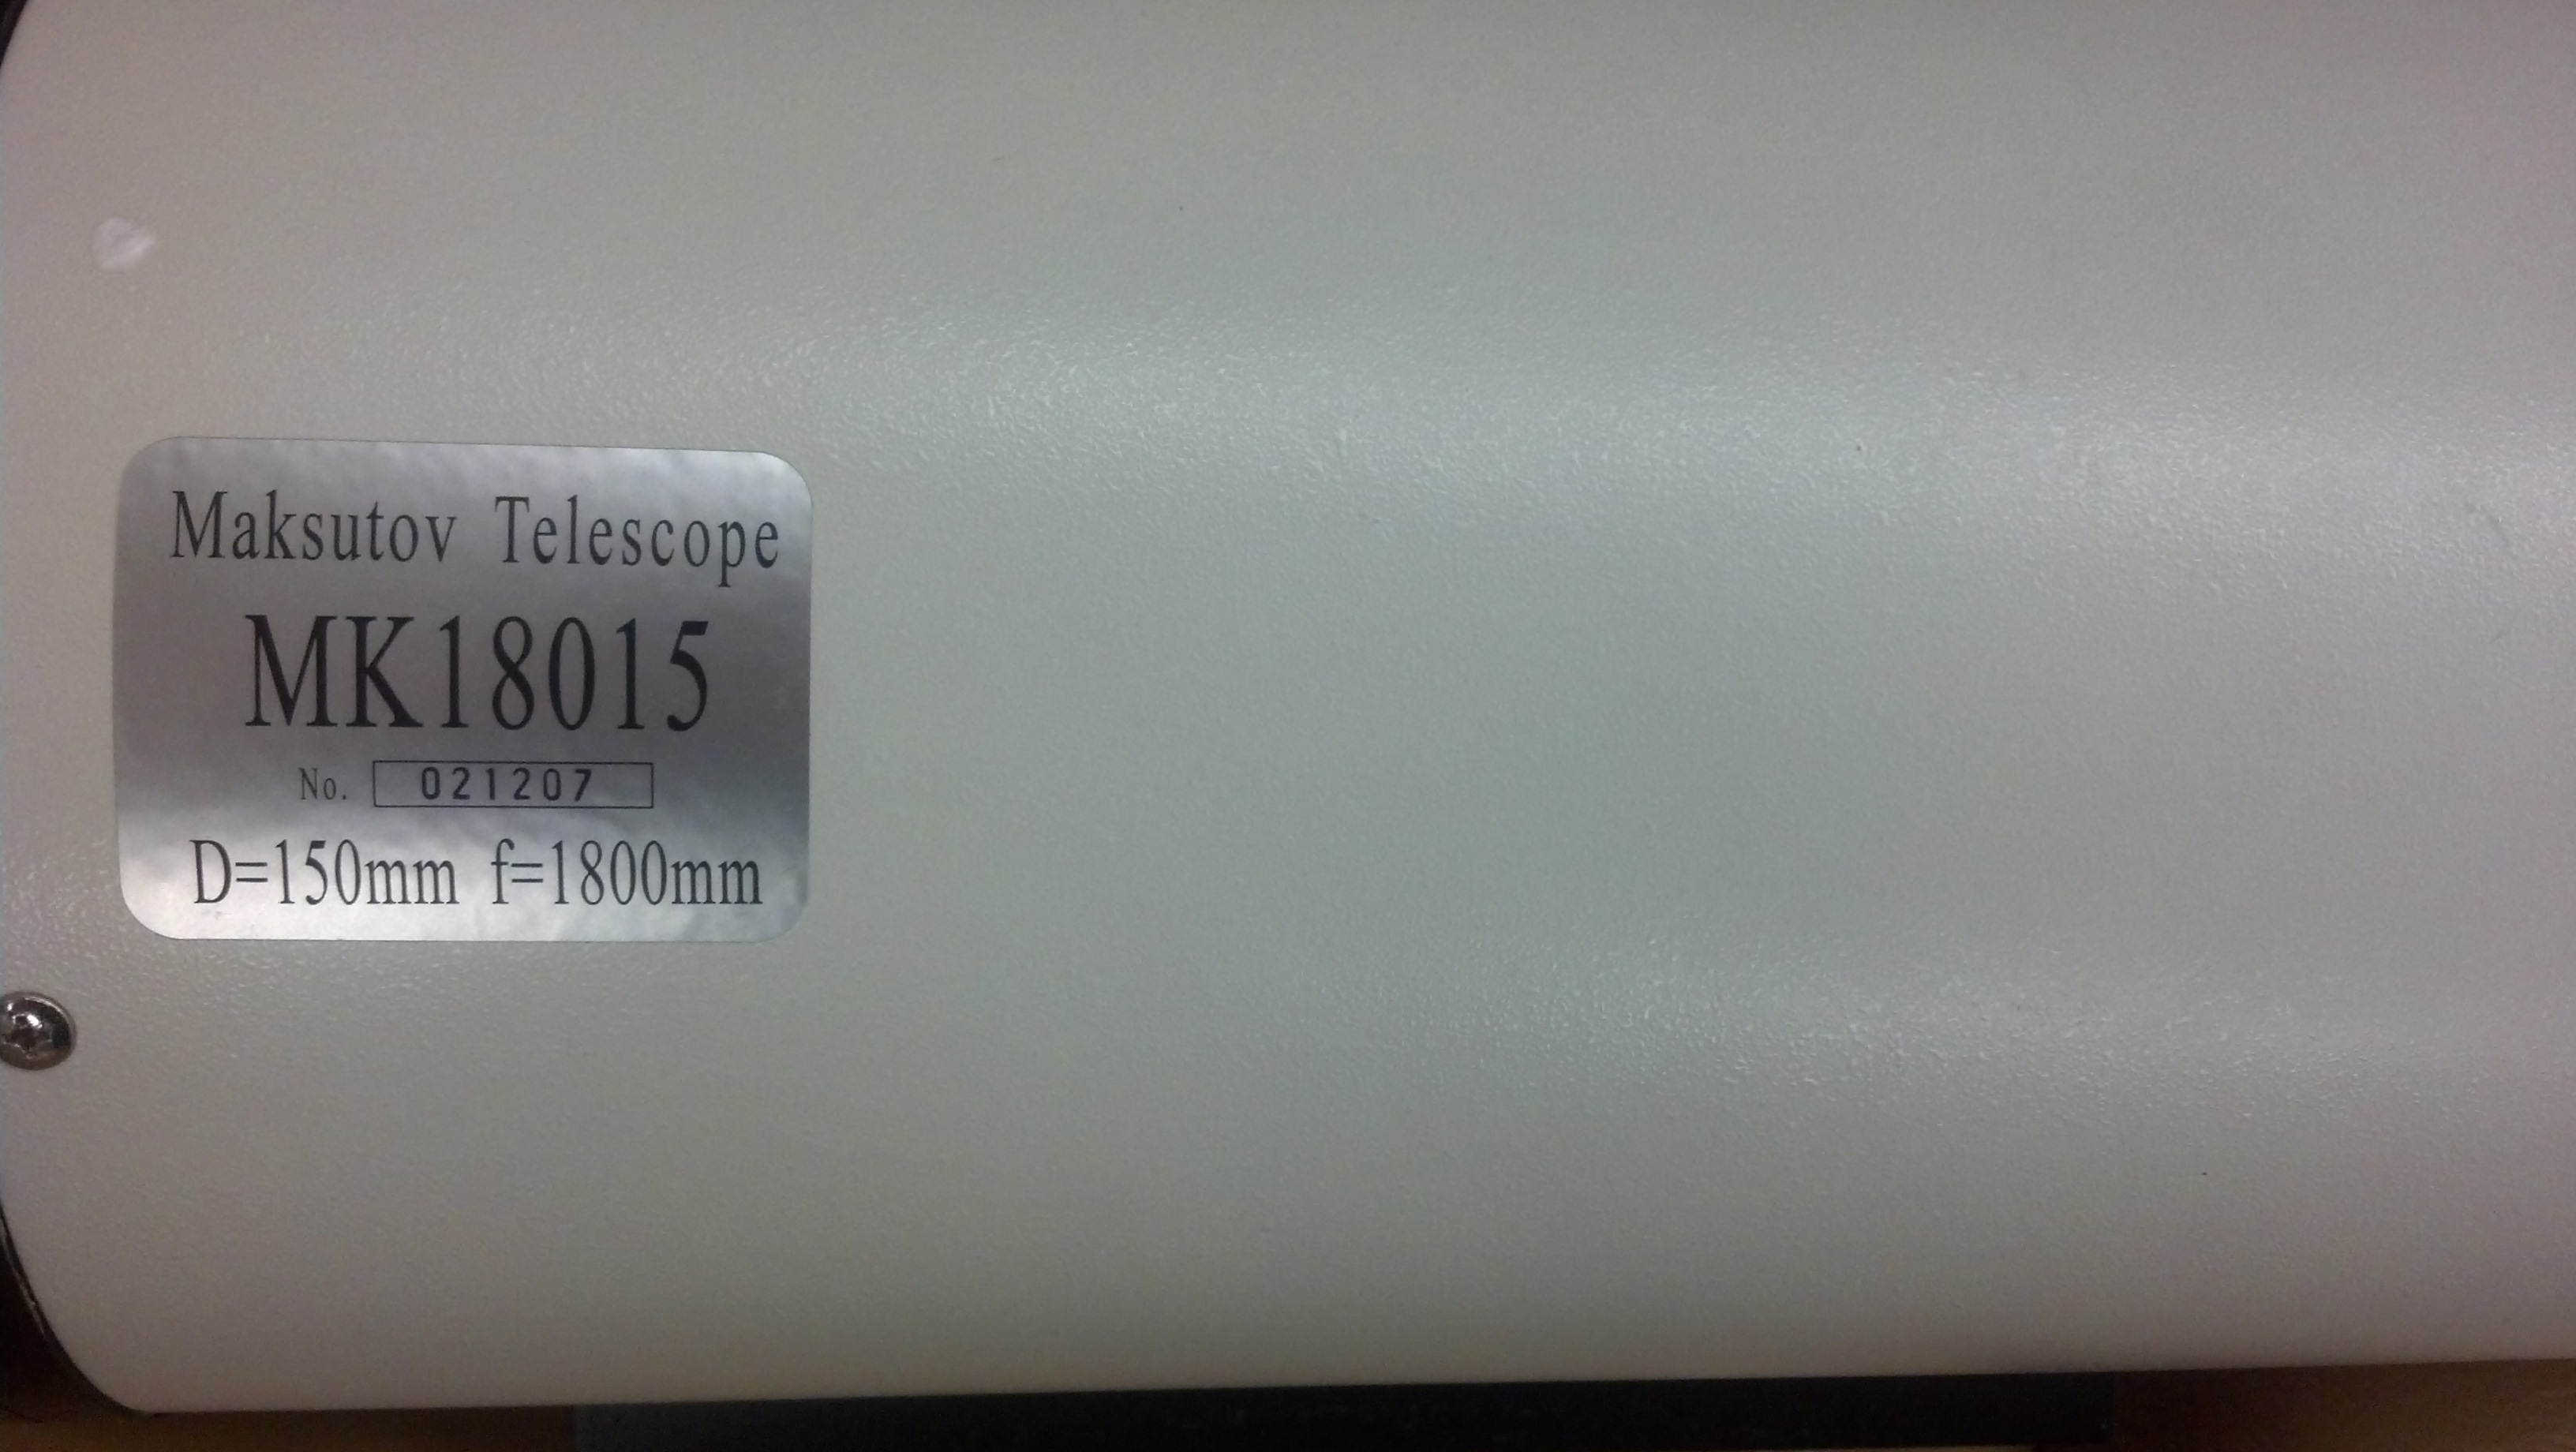 Maksutov Telescope
MK18015
No. 021207
D=150mm f=1800mm